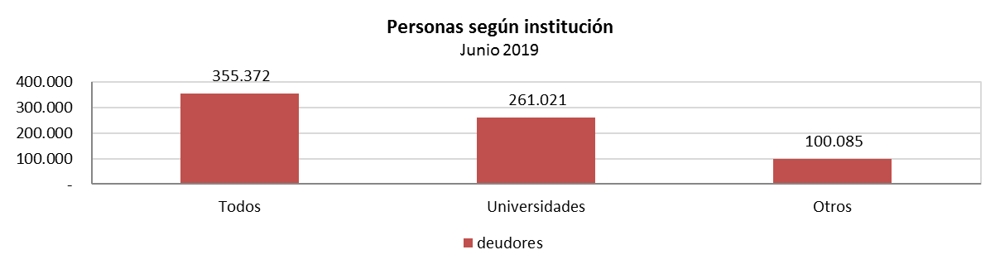 Personas según institución
Junio 2019
400.000
300.000
200.000
100.000
-
355.372
261.021
100.085
Todos Universidades Otros
deudores